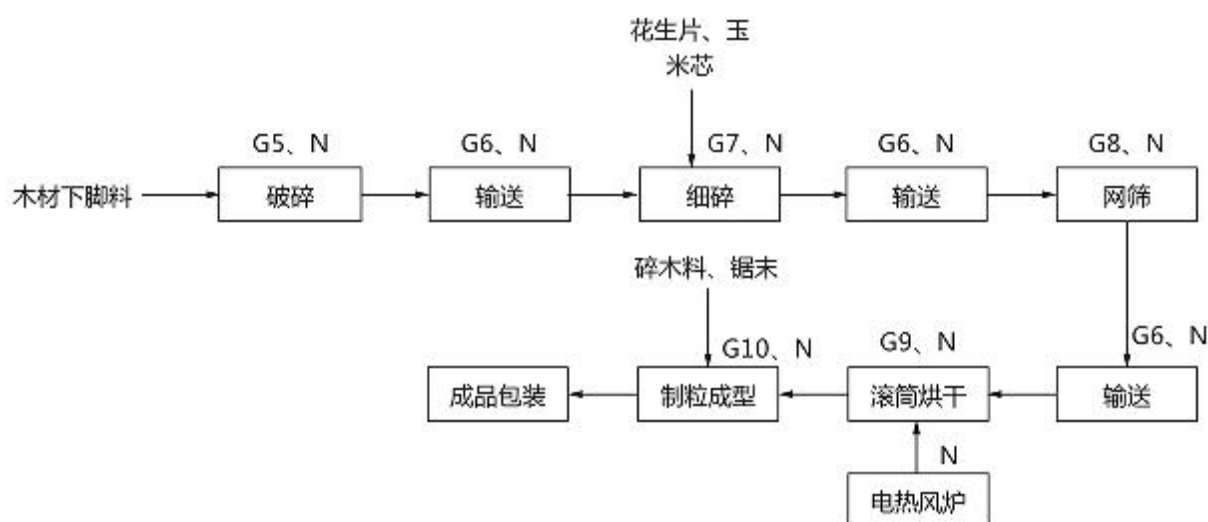 花生片、玉
米芯
G5、N
G6、N
G7、N
G6、N
G8、N
木材下脚料
破碎
输送
细碎
输送
网筛
碎木料、锯末
G6、N
G10、N
G9、N
成品包装
制粒成型
滚筒烘干
输送
N
电热风炉